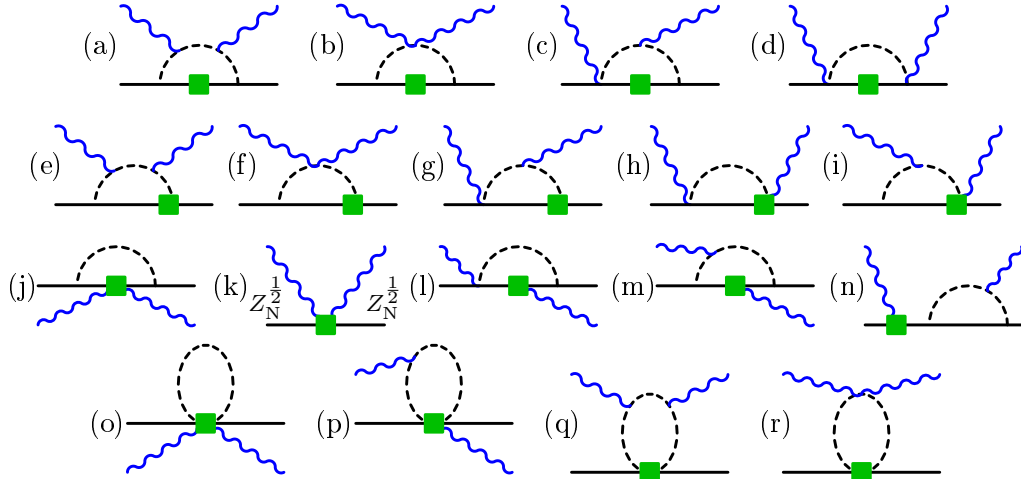 (a) (b) (c) (d)
(e) (f) (g) (h) (i)
(j) (k) Z_N^{1/2} Z_N^{1/2} (l) (m) (n)
(o) (p) (q) (r)